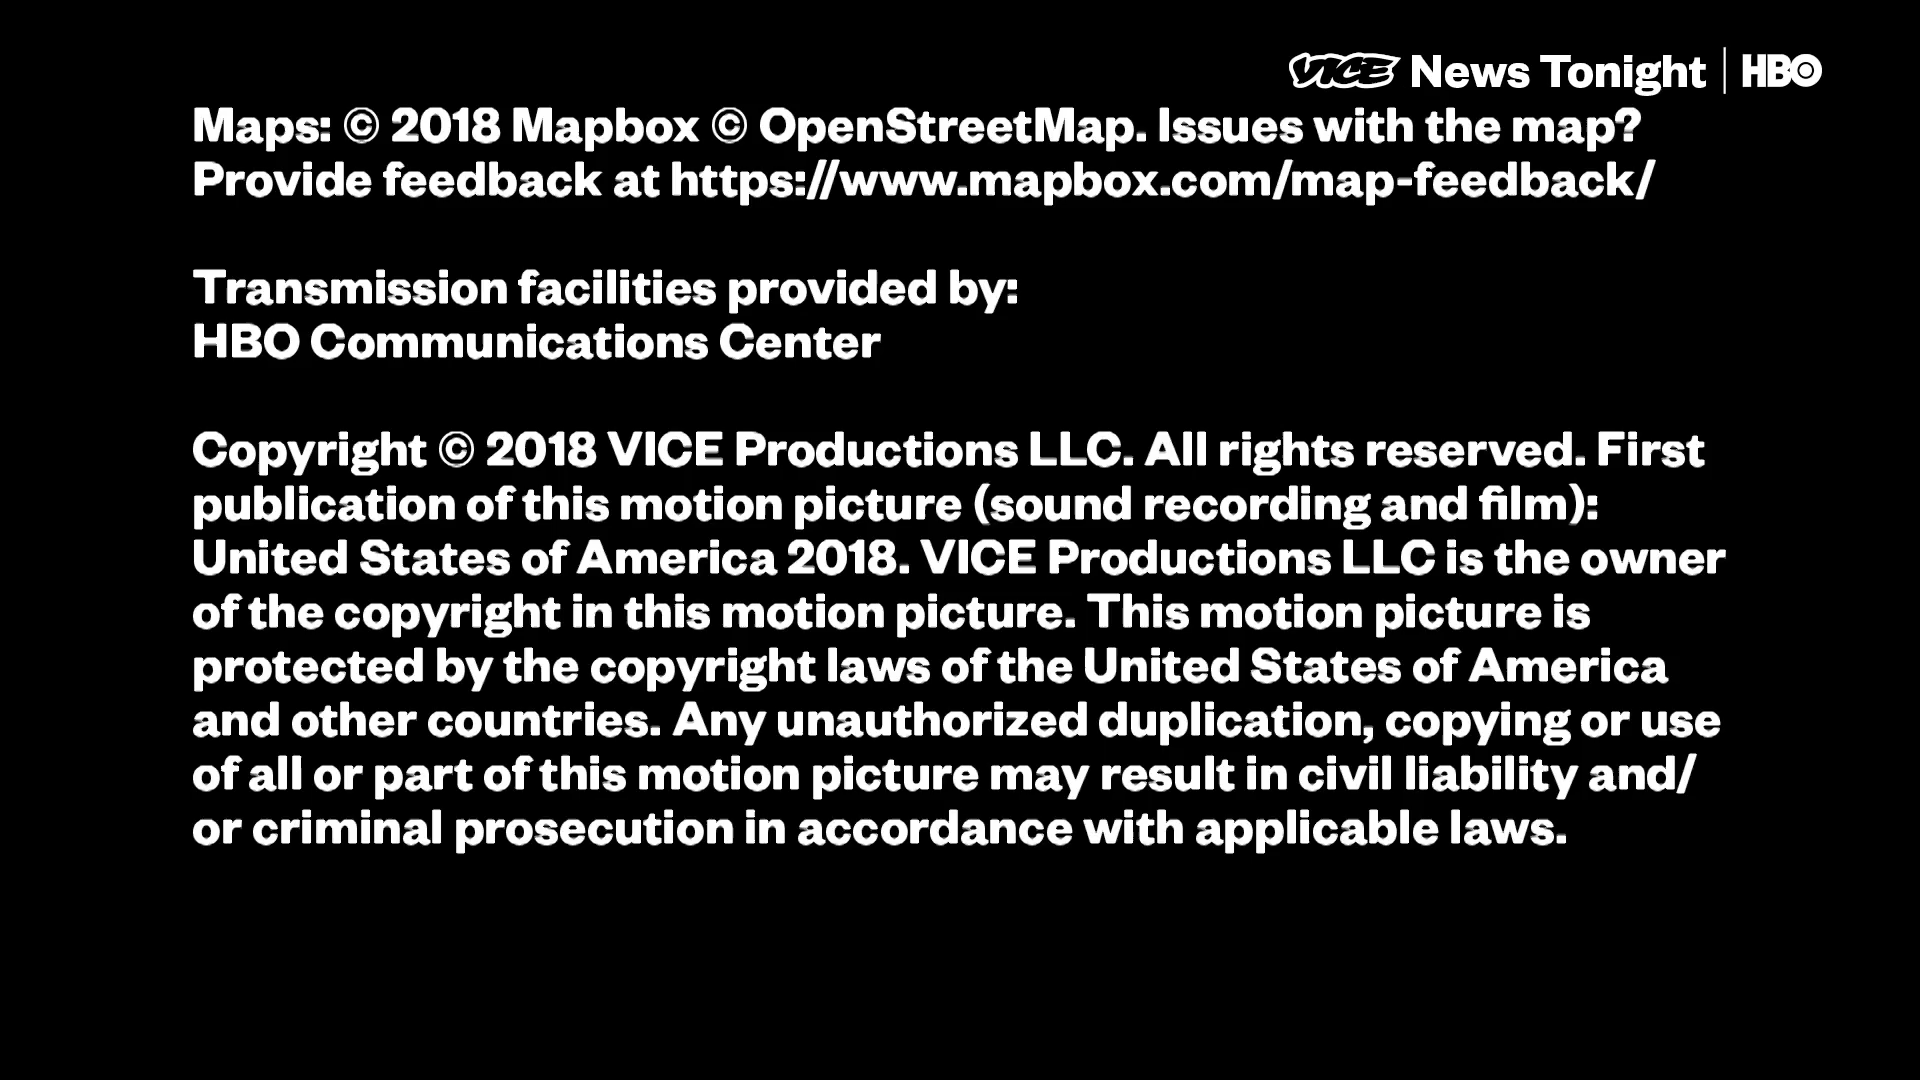 VICE News Tonight | HBO
Maps: © 2018 Mapbox © OpenStreetMap. Issues with the map?
Provide feedback at https://www.mapbox.com/map-feedback/
Transmission facilities provided by:
HBO Communications Center
Copyright © 2018 VICE Productions LLC. All rights reserved. First
publication of this motion picture (sound recording and film):
United States of America 2018. VICE Productions LLC is the owner
of the copyright in this motion picture. This motion picture is
protected by the copyright laws of the United States of America
and other countries. Any unauthorized duplication, copying or use
of all or part of this motion picture may result in civil liability and/
or criminal prosecution in accordance with applicable laws.